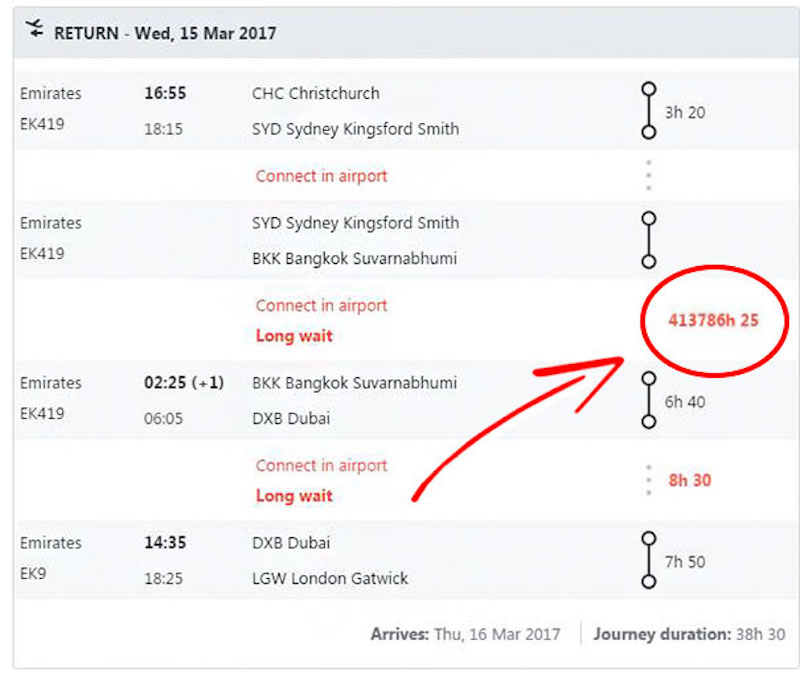 RETURN - Wed, 15 Mar 2017
Emirates 16:55 CHC Christchurch 3h 20
EK419 18:15 SYD Sydney Kingsford Smith
Connect in airport
Emirates SYD Sydney Kingsford Smith
EK419 BKK Bangkok Suvarnabhumi
Connect in airport 413786h 25
Long wait
Emirates 02:25 (+1) BKK Bangkok Suvarnabhumi 6h 40
EK419 06:05 DXB Dubai
Connect in airport 8h 30
Long wait
Emirates 14:35 DXB Dubai 7h 50
EK9 18:25 LGW London Gatwick
Arrives: Thu, 16 Mar 2017 Journey duration: 38h 30